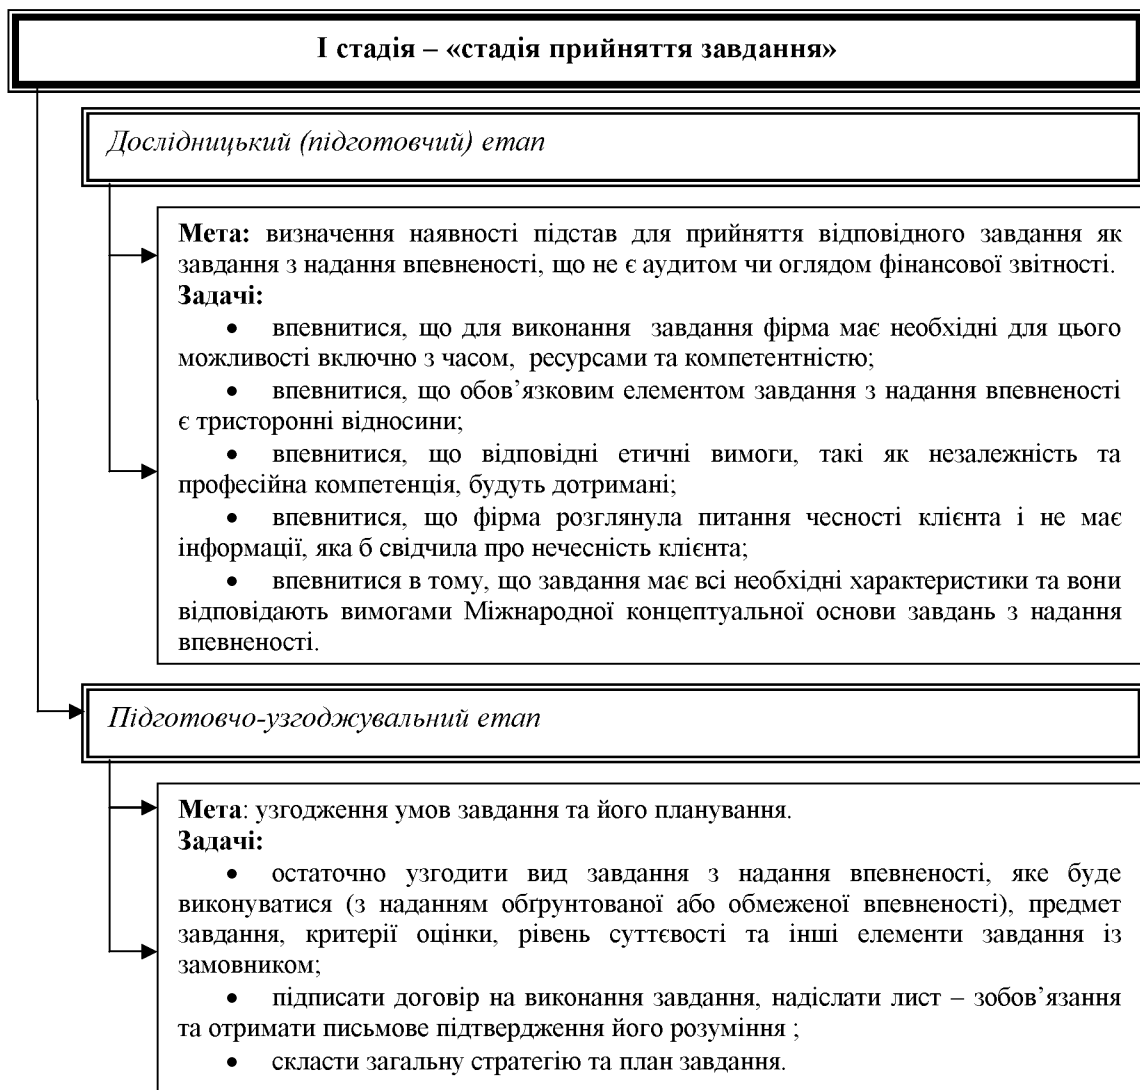 І стадія – «стадія прийняття завдання»
Дослідницький (підготовчий) етап
Мета: визначення наявності підстав для прийняття відповідного завдання як
завдання з надання впевненості, що не є аудитом чи оглядом фінансової звітності.
Задачі:
• впевнитися, що для виконання завдання фірма має необхідні для цього
можливості включно з часом, ресурсами та компетентністю;
• впевнитися, що обов’язковим елементом завдання з надання впевненості
є тристоронні відносини;
• впевнитися, що відповідні етичні вимоги, такі як незалежність та
професійна компетенція, будуть дотримані;
• впевнитися, що фірма розглянула питання чесності клієнта і не має
інформації, яка б свідчила про нечесність клієнта;
• впевнитися в тому, що завдання має всі необхідні характеристики та вони
відповідають вимогами Міжнародної концептуальної основи завдань з надання
впевненості.
Підготовчо-узгоджувальний етап
Мета: узгодження умов завдання та його планування.
Задачі:
• остаточно узгодити вид завдання з надання впевненості, яке буде
виконуватися (з наданням обґрунтованої або обмеженої впевненості), предмет
завдання, критерії оцінки, рівень суттєвості та інші елементи завдання із
замовником;
• підписати договір на виконання завдання, надіслати лист – зобов’язання
та отримати письмове підтвердження його розуміння ;
• скласти загальну стратегію та план завдання.